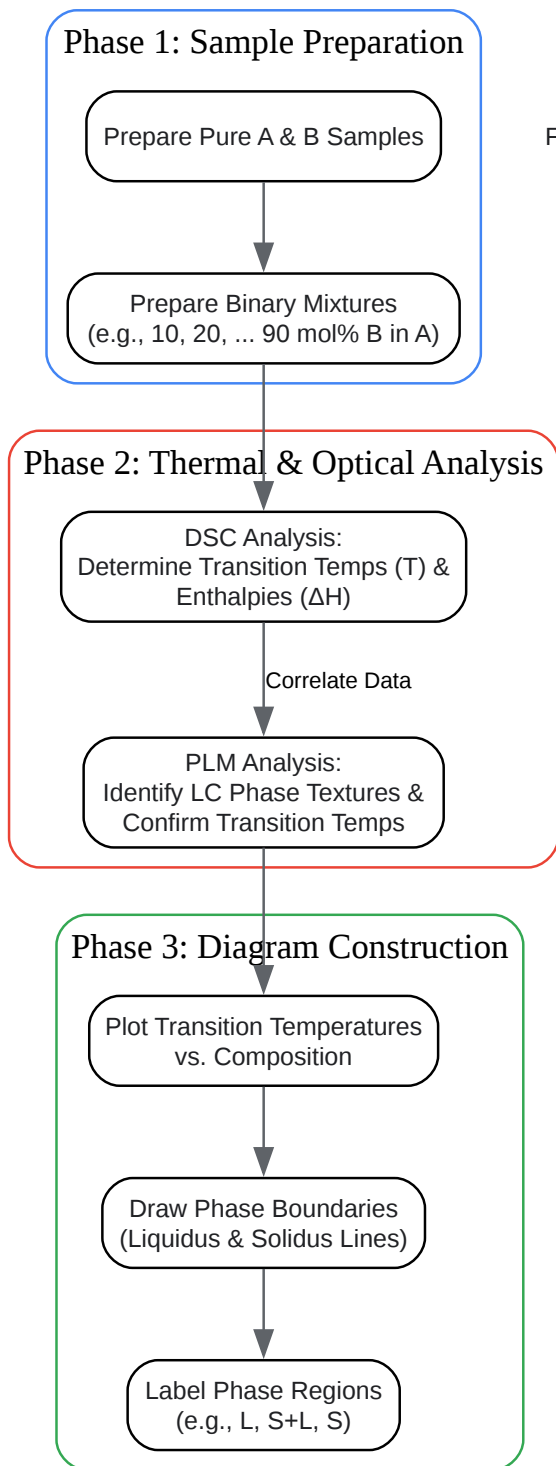 Phase 1: Sample Preparation
Prepare Pure A & B Samples
F
Prepare Binary Mixtures
(e.g., 10, 20, ... 90 mol% B in A)
Phase 2: Thermal & Optical Analysis
DSC Analysis:
Determine Transition Temps (T) &
Enthalpies (ΔH)
Correlate Data
PLM Analysis:
Identify LC Phase Textures &
Confirm Transition Temps
Phase 3: Diagram Construction
Plot Transition Temperatures
vs. Composition
Draw Phase Boundaries
(Liquidus & Solidus Lines)
Label Phase Regions
(e.g., L, S+L, S)